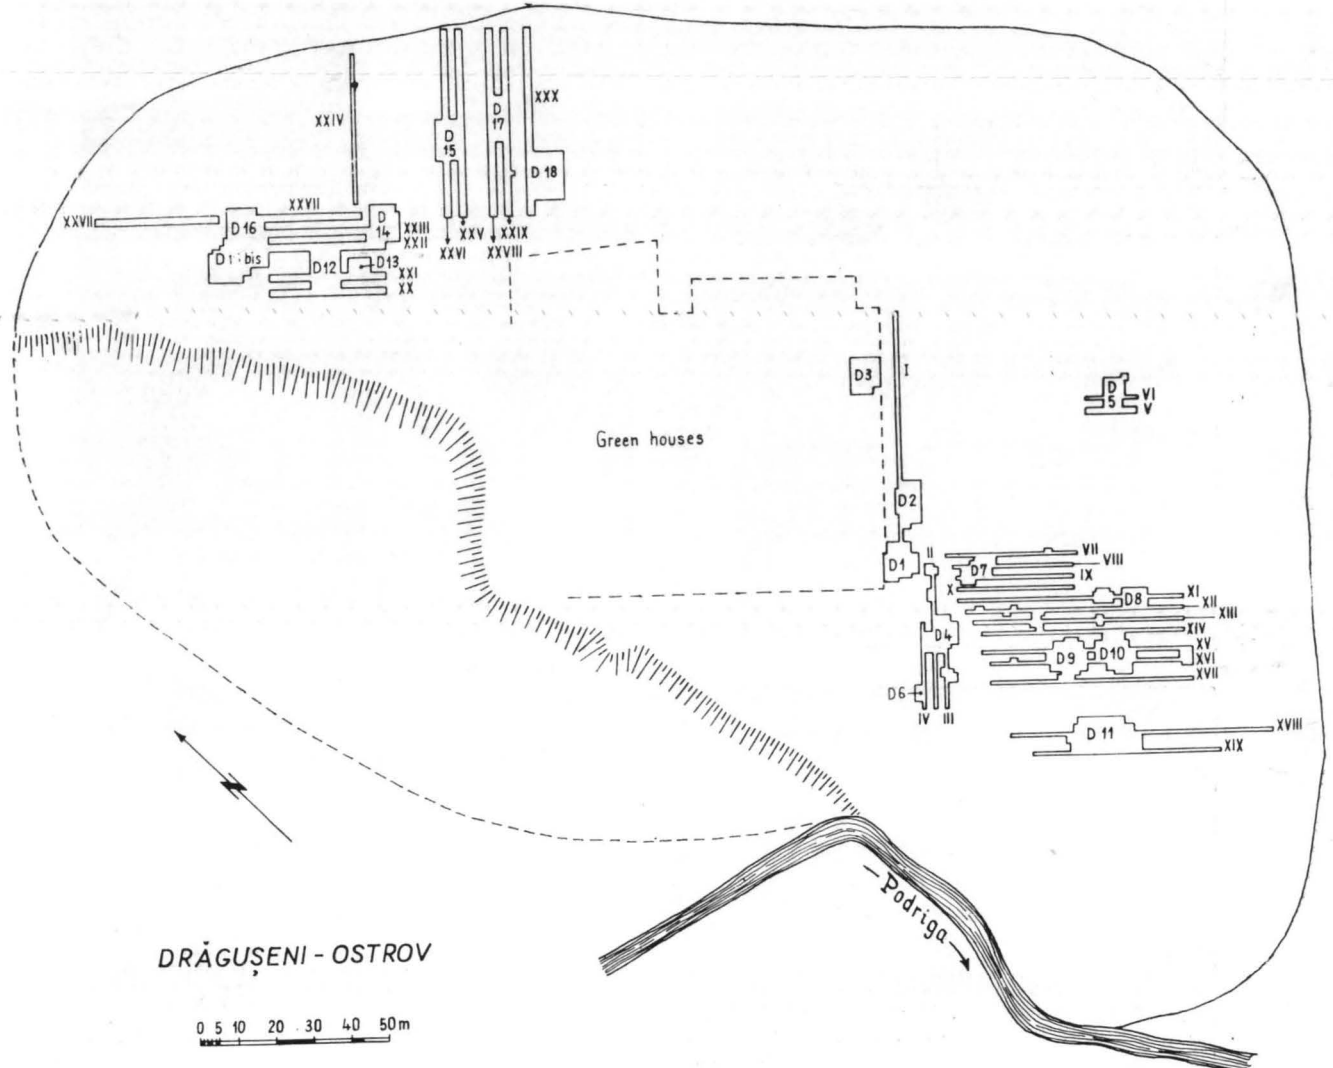 XXX
XXIV
D
17
D
15
D 18
XXVII
XXVII
D16
D
14
XXIII
XXII
XXV
XXIX
XXVI
XXVIII
bis
D12
D13
XXI
XX
D3
I
D
5
VI
V
Green houses
D2
D1
II
VII
VIII
D7
IX
X
D8
XI
XII
XIII
XIV
D4
D9
D10
XV
XVI
XVII
D6
IV
III
D 11
XVIII
XIX
Podriga
DRĂGUȘENI - OSTROV
0 5 10 20 30 40 50m